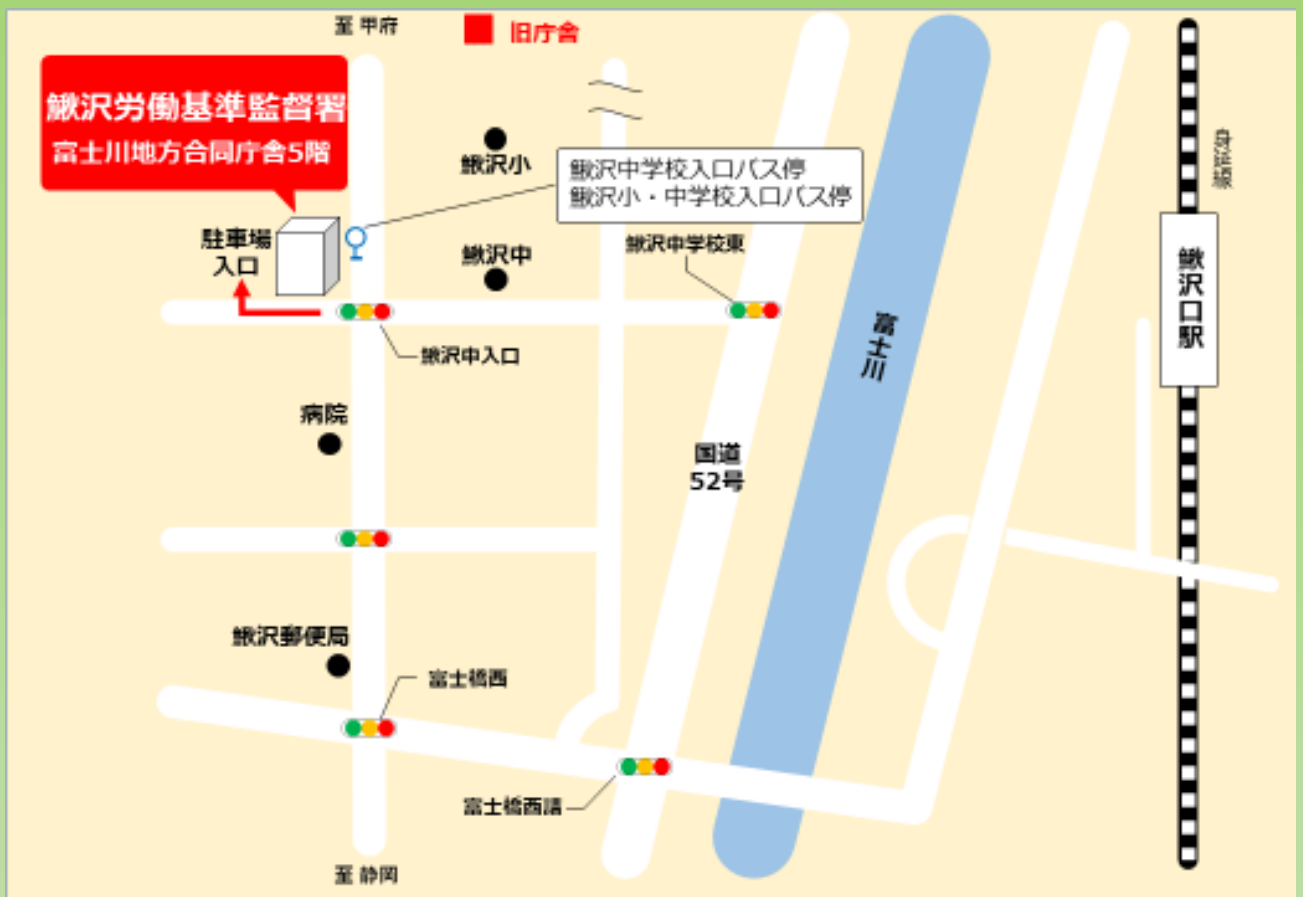 至 甲府
旧庁舎
鰍沢労働基準監督署
富士川地方合同庁舎5階
鰍沢小
鰍沢中学校入口バス停
鰍沢小・中学校入口バス停
駐車場
入口
鰍沢中
鰍沢中学校東
鰍沢口駅
富士川
鰍沢中入口
病院
国道
52号
鰍沢郵便局
富士橋西
富士橋西詰
至 静岡